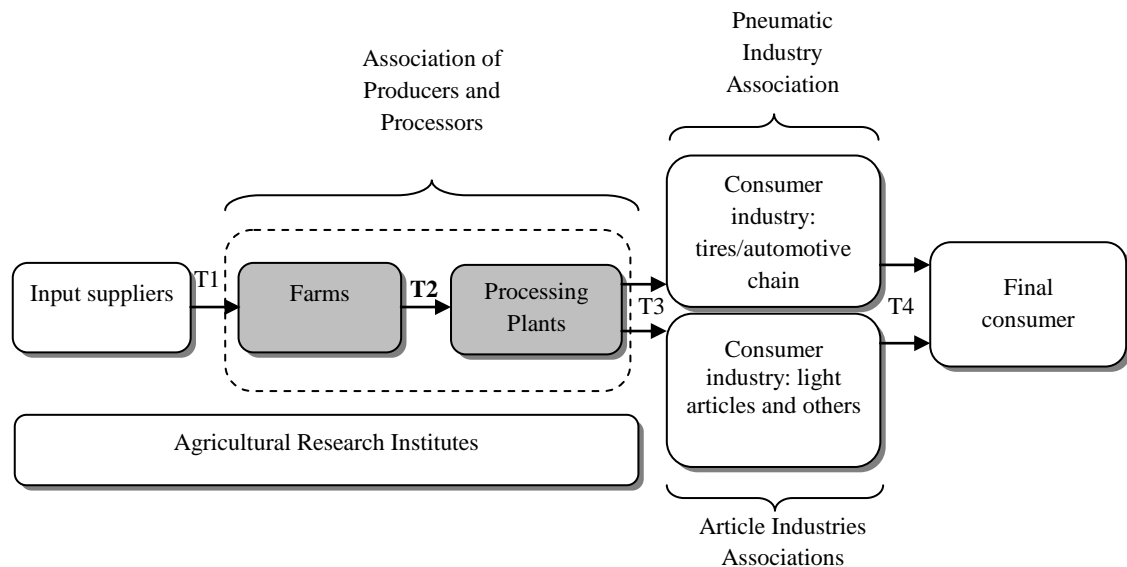 Pneumatic
Industry
Association
Association of
Producers and
Processors
Input suppliers
T1
Farms
T2
Processing
Plants
T3
Consumer
industry:
tires/automotive
chain
Consumer
industry: light
articles and others
T4
Final
consumer
Agricultural Research Institutes
Article Industries
Associations